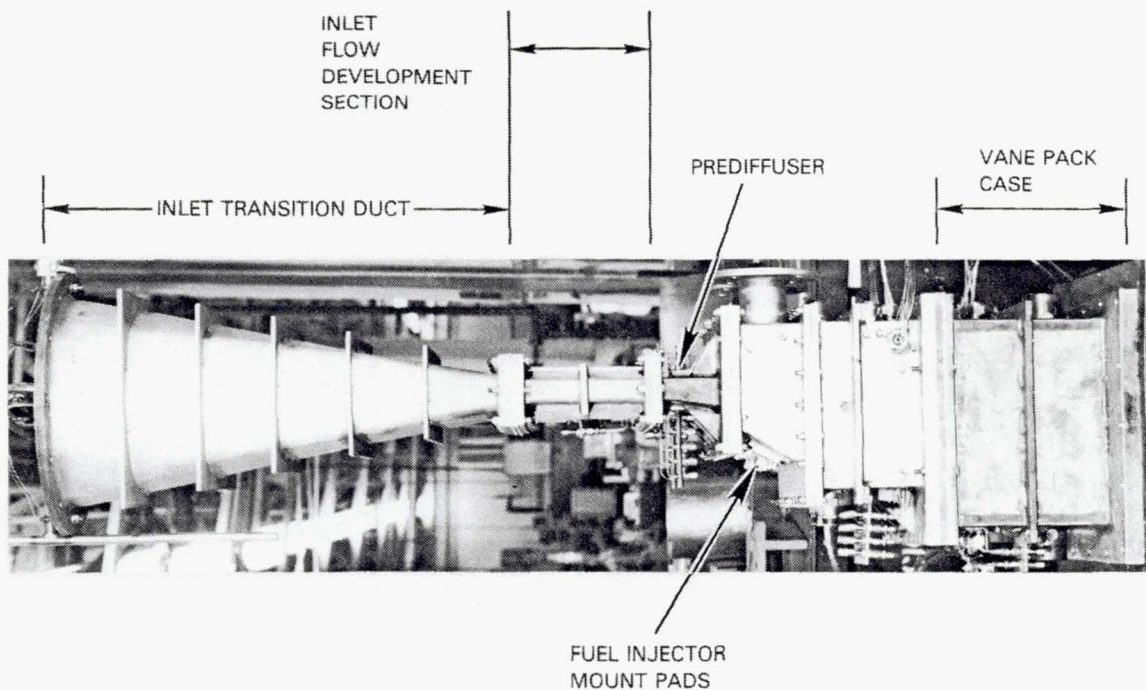 INLET
FLOW
DEVELOPMENT
SECTION
PREDIFFUSER
VANE PACK
CASE
INLET TRANSITION DUCT
FUEL INJECTOR
MOUNT PADS